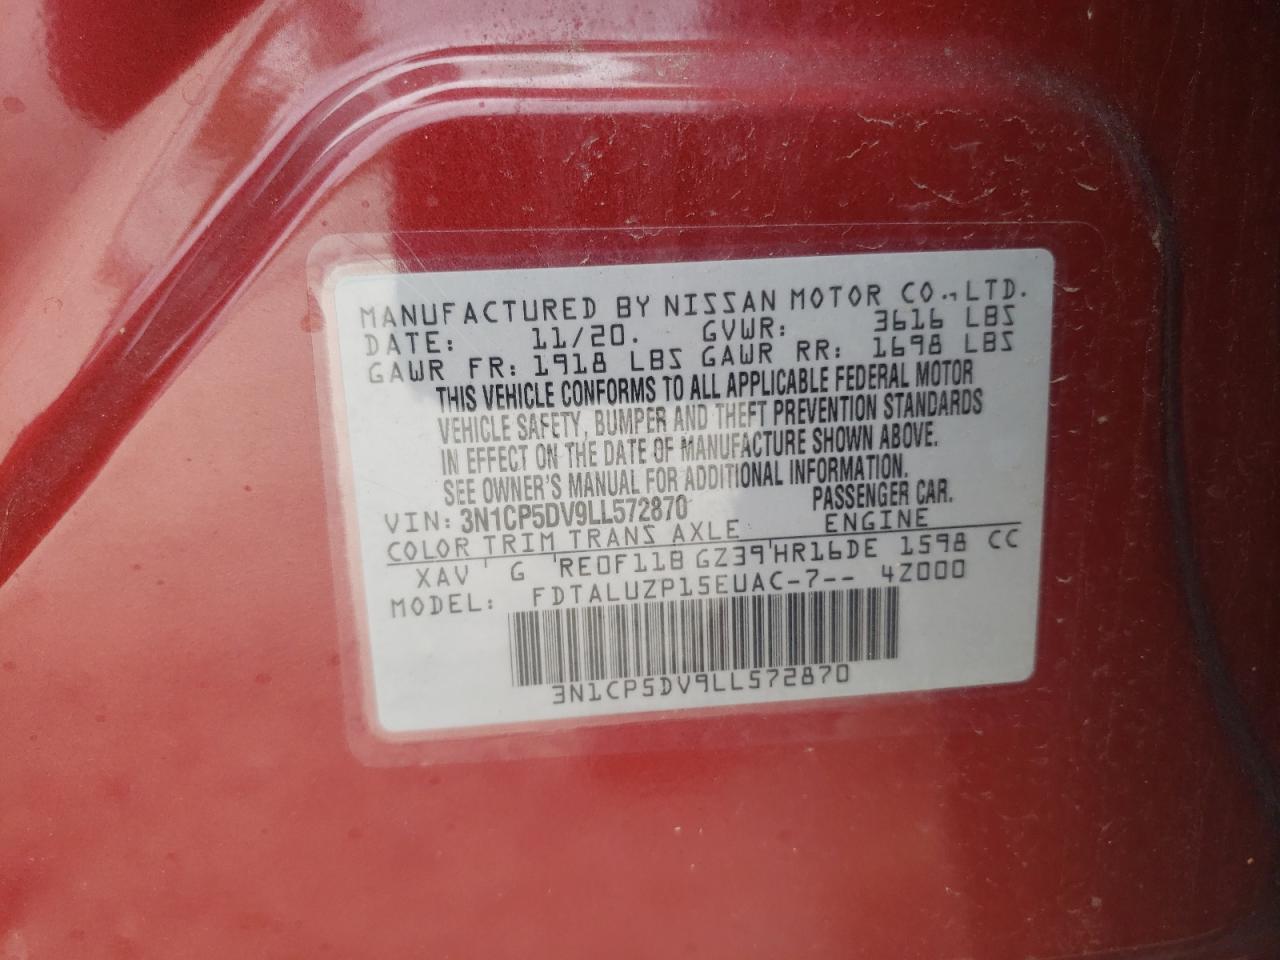 MANUFACTURED BY NISSAN MOTOR CO., LTD.
DATE: 11/20. GVWR: 3616 LBS
GAWR FR: 1918 LBS GAWR RR: 1698 LBS
THIS VEHICLE CONFORMS TO ALL APPLICABLE FEDERAL MOTOR
VEHICLE SAFETY, BUMPER AND THEFT PREVENTION STANDARDS
IN EFFECT ON THE DATE OF MANUFACTURE SHOWN ABOVE.
SEE OWNER'S MANUAL FOR ADDITIONAL INFORMATION.
VIN: 3N1CP5DV9LL572870 PASSENGER CAR.
COLOR TRIM TRANS AXLE ENGINE
XAV ' G 'RE0F11B GZ39'HR16DE 1598 CC
MODEL: FDTALUZP15EUAC-7-- 4Z000
3N1CP5DV9LL572870